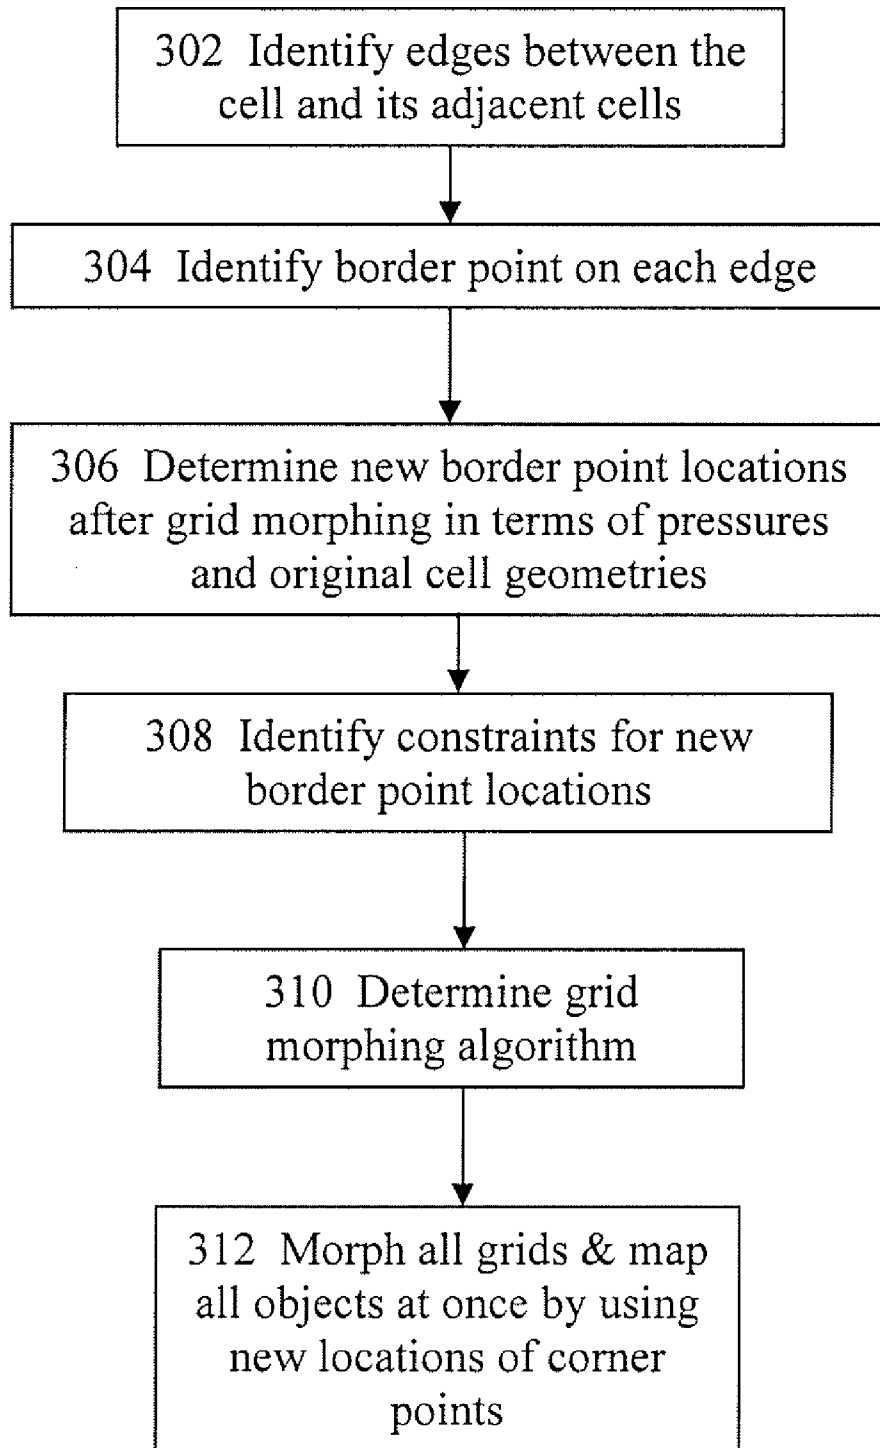 302 Identify edges between the
cell and its adjacent cells
304 Identify border point on each edge
306 Determine new border point locations
after grid morphing in terms of pressures
and original cell geometries
308 Identify constraints for new
border point locations
310 Determine grid
morphing algorithm
312 Morph all grids & map
all objects at once by using
new locations of corner
points